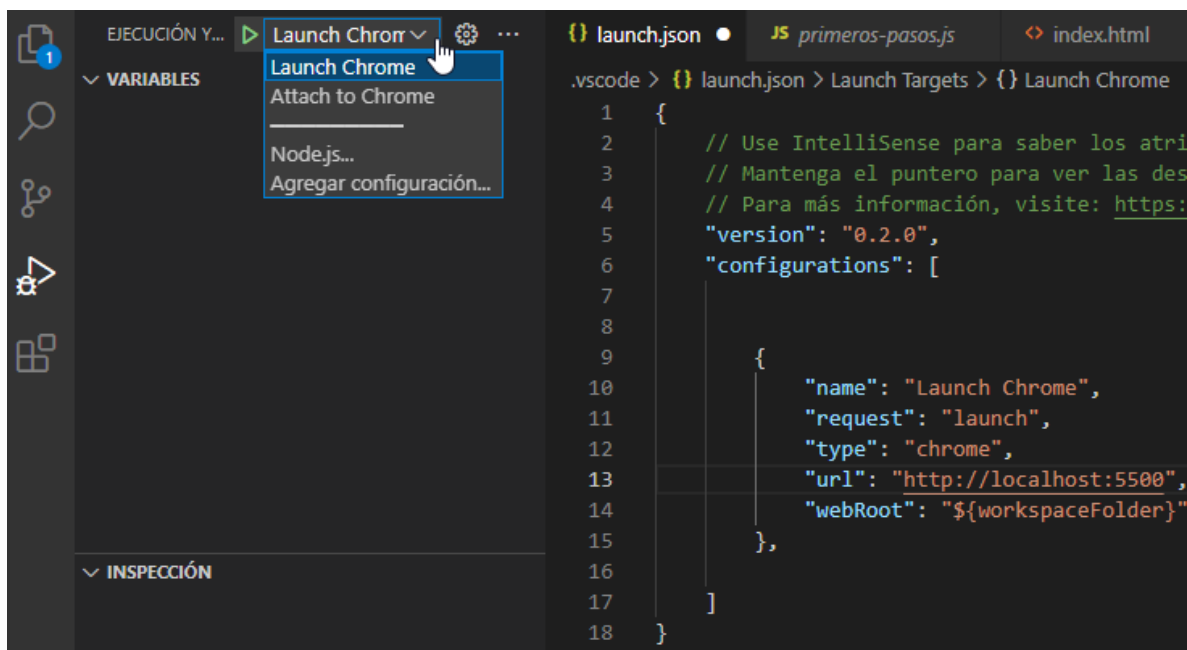 1
EJECUCIÓN Y... Launch Chrom
VARIABLES
Launch Chrome
Attach to Chrome
Node.js...
Agregar configuración...
INSPECCIÓN
{} launch.json ● JS primeros-pasos.js <> index.html
.vscode > {} launch.json > Launch Targets > {} Launch Chrome
1 {
2 // Use IntelliSense para saber los atri
3 // Mantenga el puntero para ver las des
4 // Para más información, visite: https:
5 "version": "0.2.0",
6 "configurations": [
7
8
9 {
10 "name": "Launch Chrome",
11 "request": "launch",
12 "type": "chrome",
13 "url": "http://localhost:5500",
14 "webRoot": "${workspaceFolder}"
15 },
16
17 ]
18 }